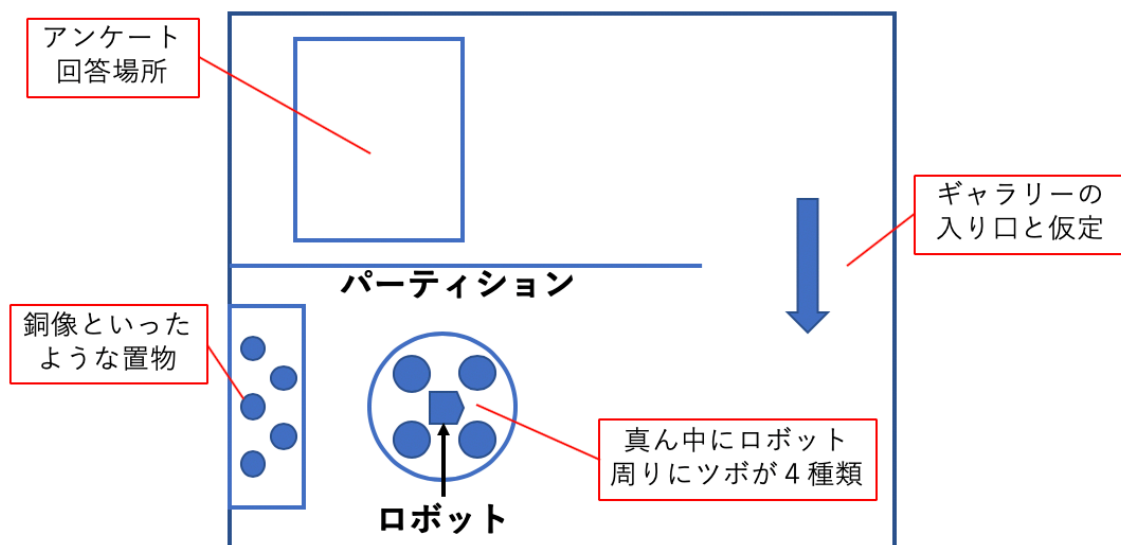 アンケート
回答場所
ギャラリーの
入り口と仮定
パーティション
銅像といった
ような置物
真ん中にロボット
周りにツボが４種類
ロボット